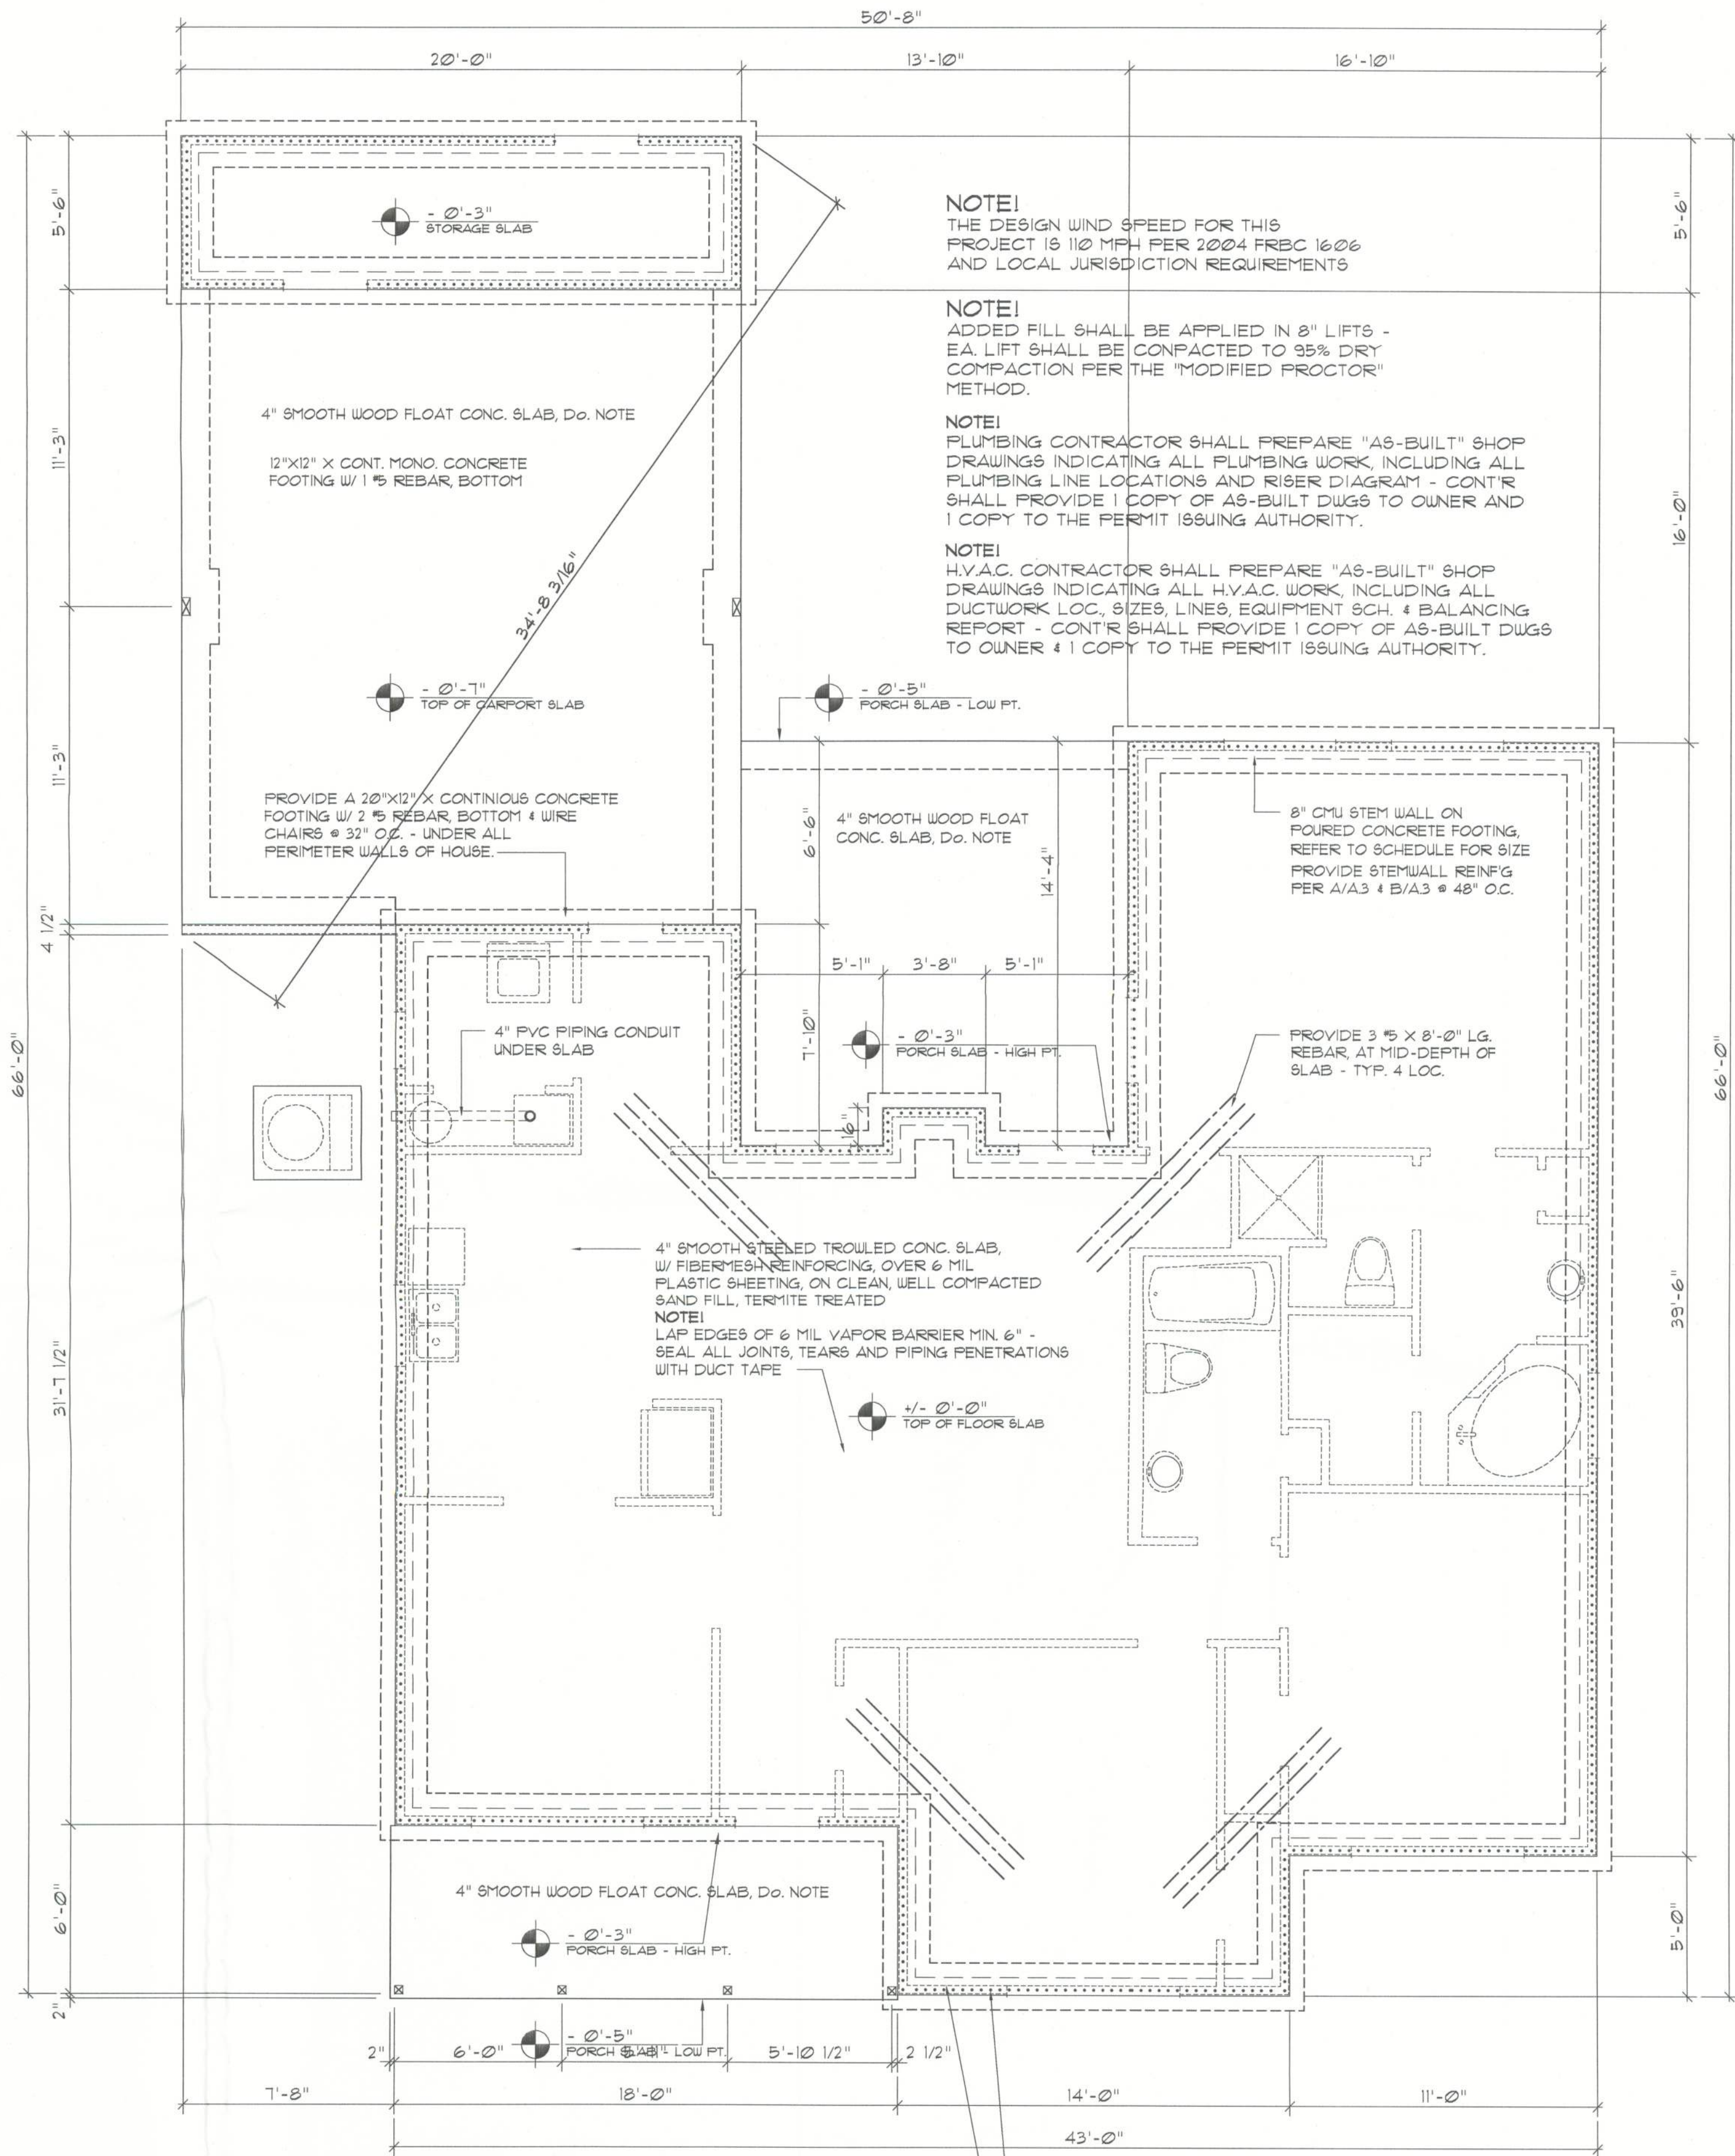 50'-8"
20'-0"
13'-10"
16'-10"
5'-6"
- 0'-3"
STORAGE SLAB
NOTE!
THE DESIGN WIND SPEED FOR THIS
PROJECT IS 110 MPH PER 2004 FRBC 1606
AND LOCAL JURISDICTION REQUIREMENTS
5'-6"
NOTE!
ADDED FILL SHALL BE APPLIED IN 8" LIFTS -
EA. LIFT SHALL BE CONPACTED TO 95% DRY
COMPACTION PER THE "MODIFIED PROCTOR"
METHOD.
NOTE!
PLUMBING CONTRACTOR SHALL PREPARE "AS-BUILT" SHOP
DRAWINGS INDICATING ALL PLUMBING WORK, INCLUDING ALL
PLUMBING LINE LOCATIONS AND RISER DIAGRAM - CONT'R
SHALL PROVIDE 1 COPY OF AS-BUILT DWGS TO OWNER AND
1 COPY TO THE PERMIT ISSUING AUTHORITY.
NOTE!
H.V.A.C. CONTRACTOR SHALL PREPARE "AS-BUILT" SHOP
DRAWINGS INDICATING ALL H.V.A.C. WORK, INCLUDING ALL
DUCTWORK LOC., SIZES, LINES, EQUIPMENT SCH. & BALANCING
REPORT - CONT'R SHALL PROVIDE 1 COPY OF AS-BUILT DWGS
TO OWNER & 1 COPY TO THE PERMIT ISSUING AUTHORITY.
11'-3"
4" SMOOTH WOOD FLOAT CONC. SLAB, Do. NOTE
12"X12" X CONT. MONO. CONCRETE
FOOTING W/ 1 #5 REBAR, BOTTOM
16'-0"
34'-8 3/16"
- 0'-7"
TOP OF CARPORT SLAB
- 0'-5"
PORCH SLAB - LOW PT.
11'-3"
PROVIDE A 20"X12" X CONTINIOUS CONCRETE
FOOTING W/ 2 #5 REBAR, BOTTOM & WIRE
CHAIRS @ 32" O.C. - UNDER ALL
PERIMETER WALLS OF HOUSE.
6'-6"
4" SMOOTH WOOD FLOAT
CONC. SLAB, Do. NOTE
14'-4"
8" CMU STEM WALL ON
POURED CONCRETE FOOTING,
REFER TO SCHEDULE FOR SIZE
PROVIDE STEMWALL REINF'G
PER A/A.3 & B/A.3 @ 48" O.C.
4 1/2"
5'-1"
3'-8"
5'-1"
66'-0"
4" PVC PIPING CONDUIT
UNDER SLAB
7'-10"
- 0'-3"
PORCH SLAB - HIGH PT.
PROVIDE 3 #5 X 8'-0" LG.
REBAR, AT MID-DEPTH OF
SLAB - TYP. 4 LOC.
66'-0"
16"
4" SMOOTH STEELED TROWLED CONC. SLAB,
W/ FIBERMESH REINFORCING, OVER 6 MIL
PLASTIC SHEETING, ON CLEAN, WELL COMPACTED
SAND FILL, TERMITE TREATED
NOTE!
LAP EDGES OF 6 MIL VAPOR BARRIER MIN. 6" -
SEAL ALL JOINTS, TEARS AND PIPING PENETRATIONS
WITH DUCT TAPE
39'-6"
31'-7 1/2"
+/- 0'-0"
TOP OF FLOOR SLAB
6'-0"
4" SMOOTH WOOD FLOAT CONC. SLAB, Do. NOTE
- 0'-3"
PORCH SLAB - HIGH PT.
5'-0"
2"
- 0'-5"
PORCH SLAB - LOW PT.
2"
6'-0"
5'-10 1/2"
2 1/2"
7'-8"
18'-0"
14'-0"
11'-0"
43'-0"